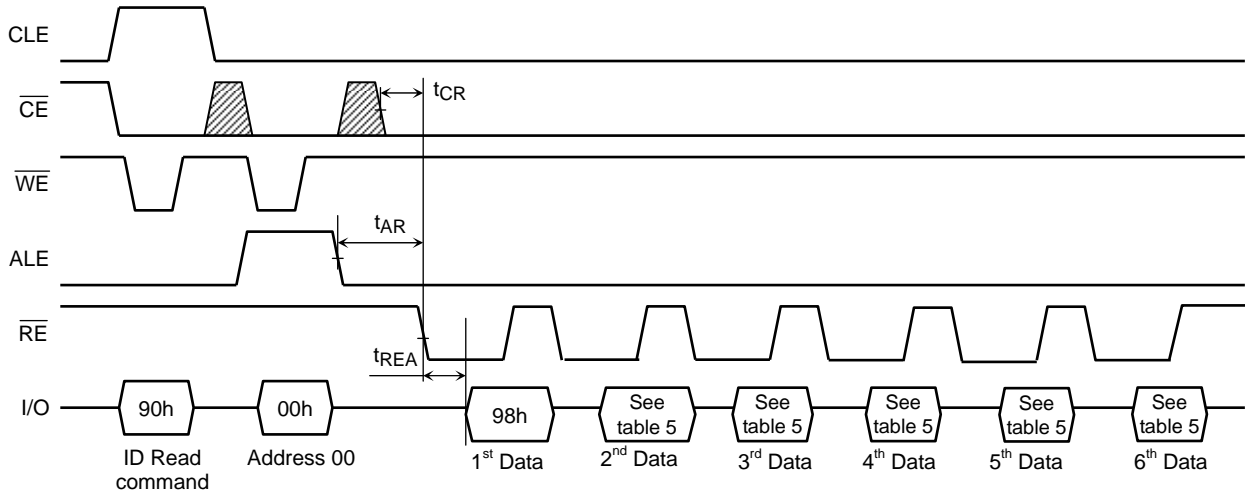 CLE
CE
tCR
WE
tAR
ALE
RE
tREA
I/O
90h
00h
98h
See
table 5
See
table 5
See
table 5
See
table 5
See
table 5
ID Read
command
Address 00
1st Data
2nd Data
3rd Data
4th Data
5th Data
6th Data